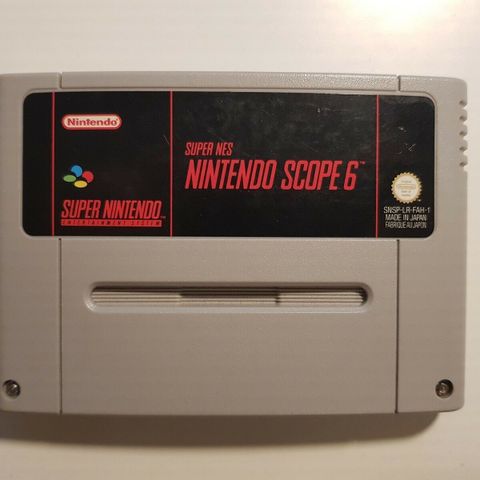 Nintendo
SUPER NINTENDO
ENTERTAINMENT SYSTEM
SUPER NES
NINTENDO SCOPE 6™
SNSP-LR-FAH-1
MADE IN JAPAN
FABRIQUE AU JAPON